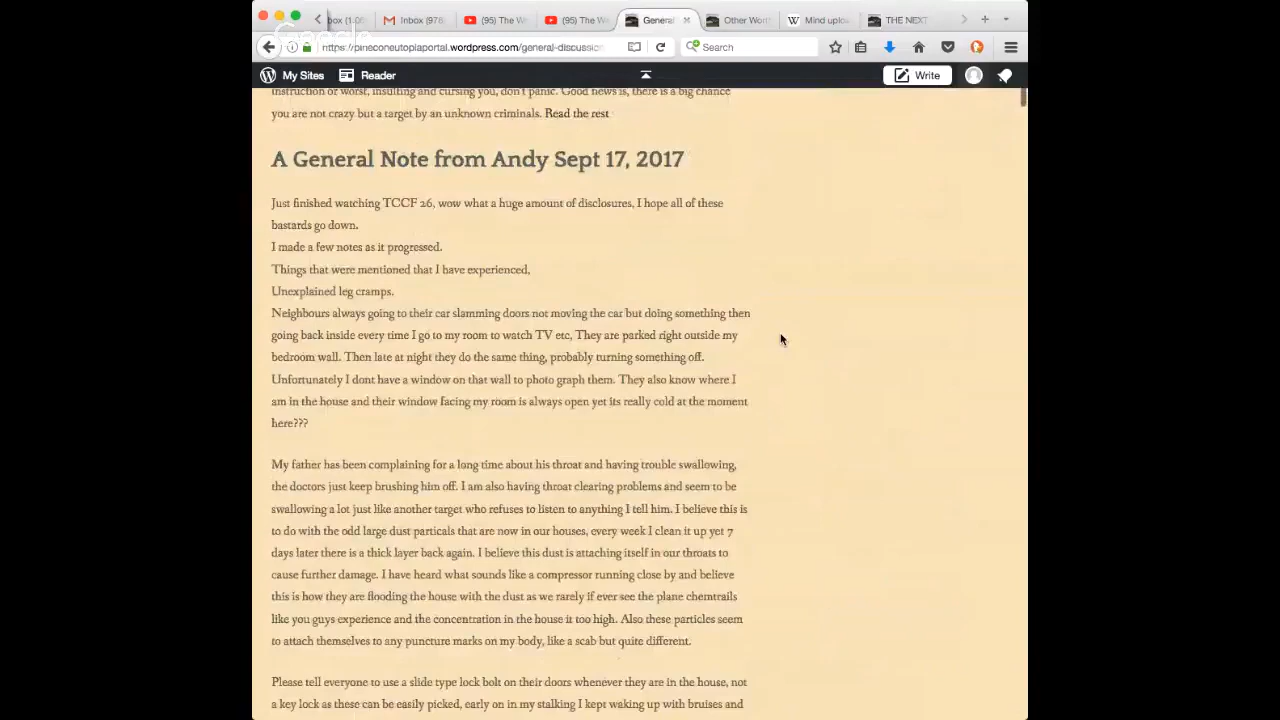 box (1.09
Inbox (976
(95) The W
(95) The W
General
Other Wor
Mind uplo
THE NEXT
Google
https://pineconeutopiaportal.wordpress.com/general-discussio
Search
My Sites
Reader
Write
instruction or worst, insulting and cursing you, don't panic. Good news is, there is a big chance
you are not crazy but a target by an unknown criminals. Read the rest
A General Note from Andy Sept 17, 2017
Just finished watching TCCF 26, wow what a huge amount of disclosures, I hope all of these
bastards go down.
I made a few notes as it progressed.
Things that were mentioned that I have experienced,
Unexplained leg cramps.
Neighbours always going to their car slamming doors not moving the car but doing something then
going back inside every time I go to my room to watch TV etc, They are parked right outside my
bedroom wall. Then late at night they do the same thing, probably turning something off.
Unfortunately I dont have a window on that wall to photo graph them. They also know where I
am in the house and their window facing my room is always open yet its really cold at the moment
here???
My father has been complaining for a long time about his throat and having trouble swallowing,
the doctors just keep brushing him off. I am also having throat clearing problems and seem to be
swallowing a lot just like another target who refuses to listen to anything I tell him. I believe this is
to do with the odd large dust particals that are now in our houses, every week I clean it up yet 7
days later there is a thick layer back again. I believe this dust is attaching itself in our throats to
cause further damage. I have heard what sounds like a compressor running close by and believe
this is how they are flooding the house with the dust as we rarely if ever see the plane chemtrails
like you guys experience and the concentration in the house it too high. Also these particles seem
to attach themselves to any puncture marks on my body, like a scab but quite different.
Please tell everyone to use a slide type lock bolt on their doors whenever they are in the house, not
a key lock as these can be easily picked, early on in my stalking I kept waking up with bruises and